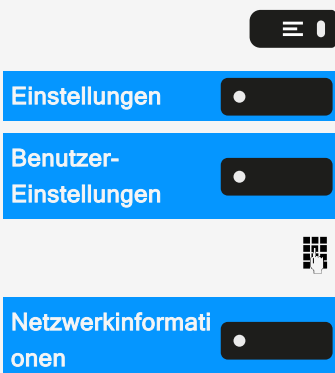 Einstellungen
Benutzer-
Einstellungen
Netzwerkinformati
onen